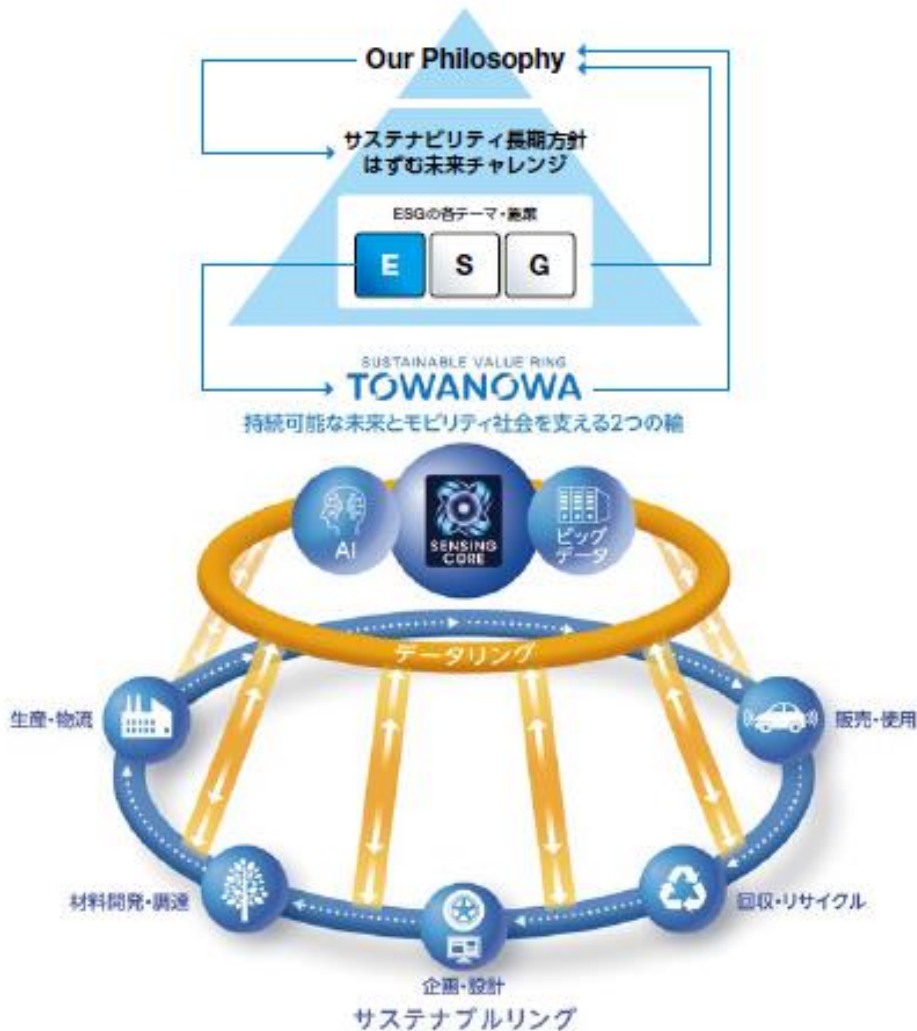 Our Philosophy
サステナビリティ長期方針
はずむ未来チャレンジ
ESGの各テーマ・施策
E
S
G
SUSTAINABLE VALUE RING
TOWANOWA
持続可能な未来とモビリティ社会を支える2つの輪
AI
SENSING
CORE
ビッグ
データ
データリング
生産・物流
販売・使用
材料開発・調達
回収・リサイクル
企画・設計
サステナブルリング